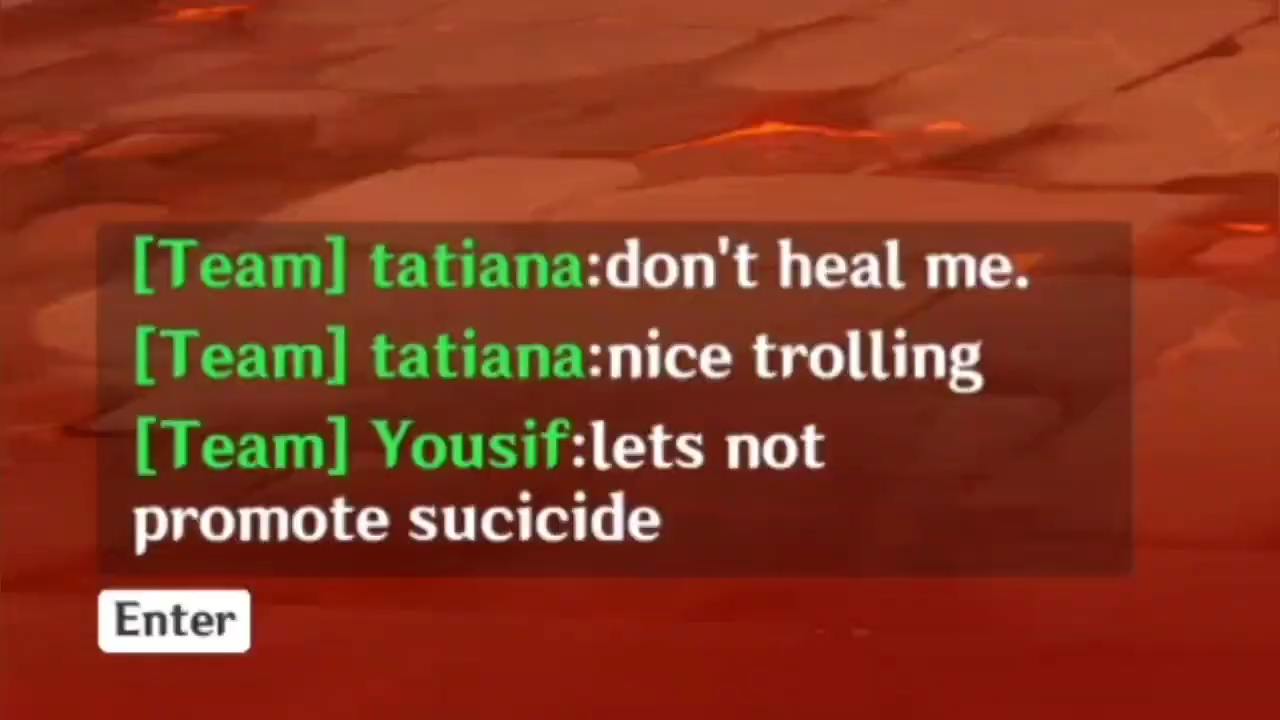 [Team] tatiana:don't heal me.
[Team] tatiana:nice trolling
[Team] Yousif:lets not
promote sucicide
Enter